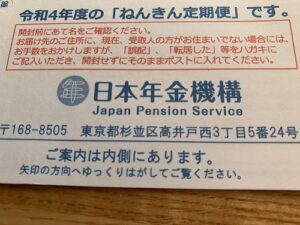 令和4年度の「ねんきん定期便」です。
開封前にあて名をご確認ください。
お届け先のご住所に、現在、受取人の方がお住まいでない場合には、
お手数をおかけしますが、「誤配」、「転居した」等をハガキに
ご記入いただき、開封せずにそのままポストに入れてください。
日本年金機構
Japan Pension Service
〒168-8505 東京都杉並区高井戸西3丁目5番24号
ご案内は内側にあります。
矢印の方向へゆっくりはがしてご覧ください。